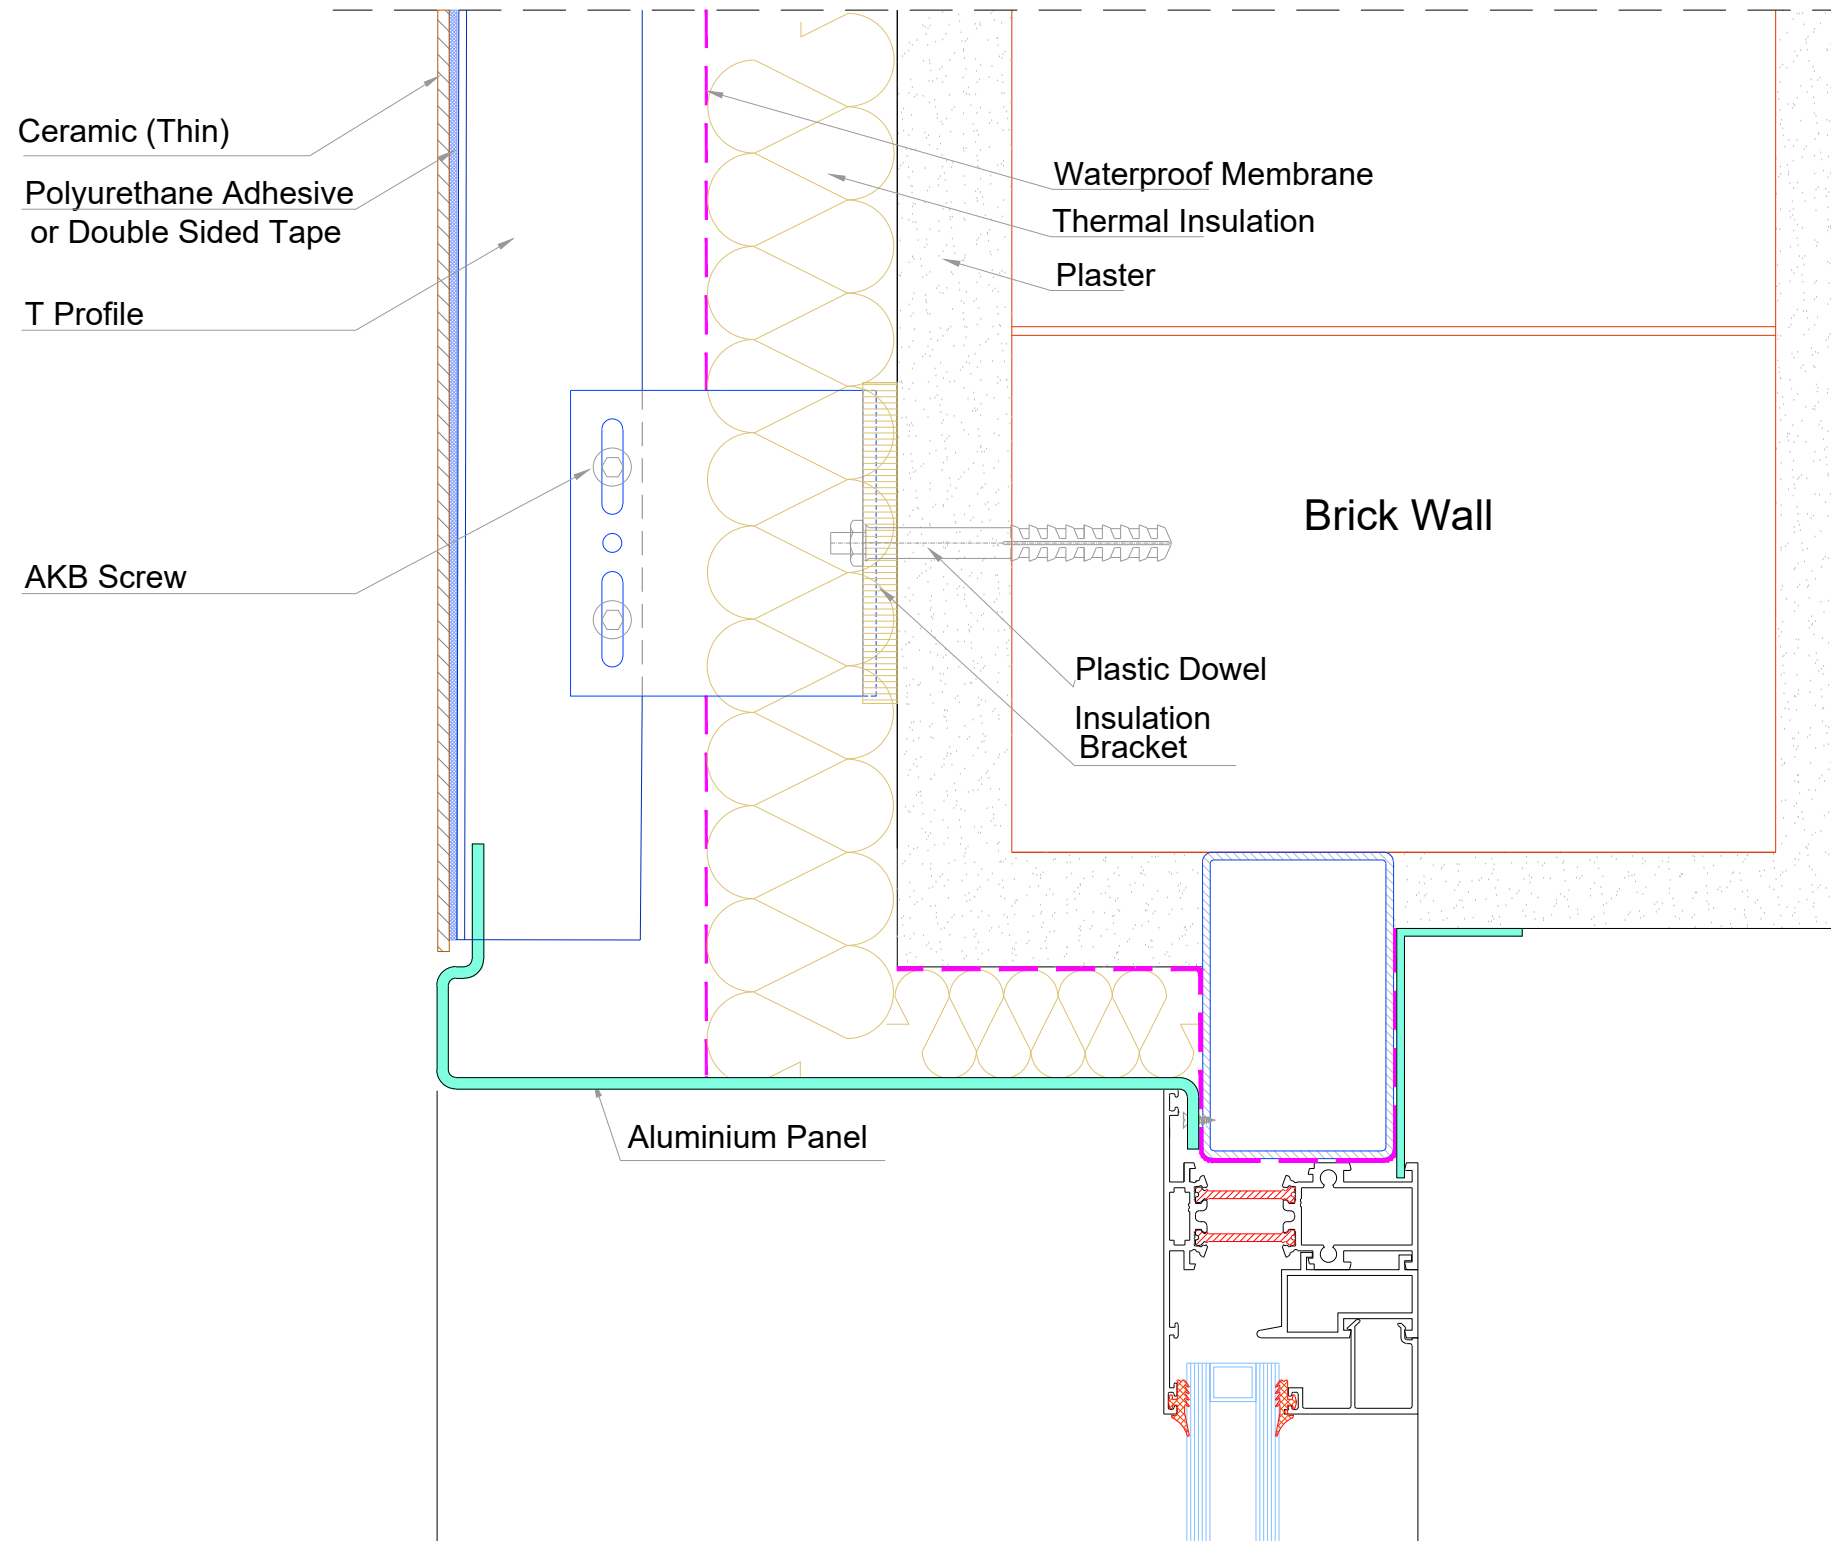 Ceramic (Thin)
Polyurethane Adhesive
or Double Sided Tape
T Profile
AKB Screw
Waterproof Membrane
Thermal Insulation
Plaster
Brick Wall
Plastic Dowel
Insulation
Bracket
Aluminium Panel